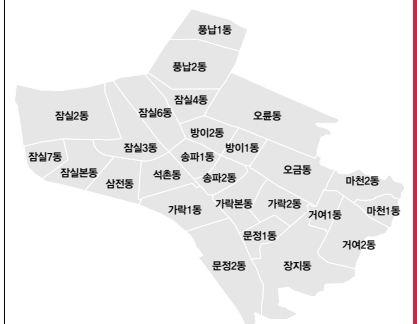 풍납1동
풍납2동
잠실4동
잠실2동
잠실6동
오륜동
방이2동
잠실3동
방이1동
송파1동
잠실7동
오금동
잠실본동
석촌동
송파2동
삼전동
마천2동
가락1동
가락본동
가락2동
거여1동
마천1동
문정1동
거여2동
문정2동
장지동